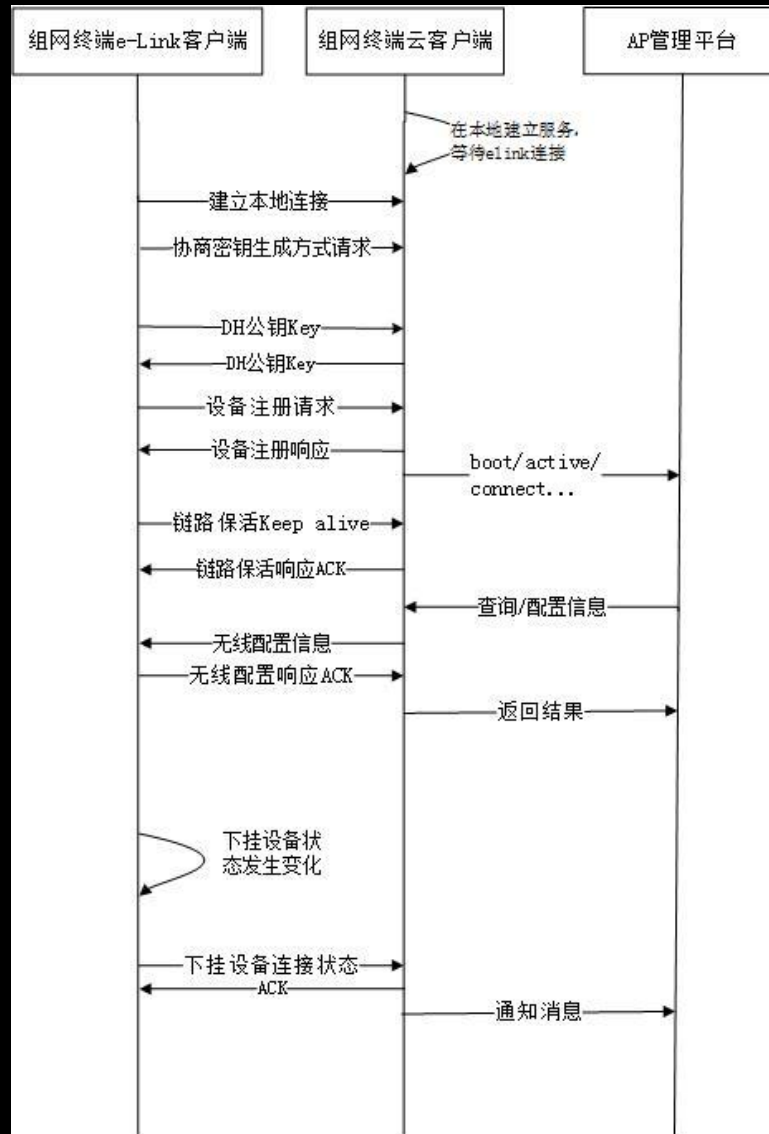 组网终端e-Link客户端
组网终端云客户端
AP管理平台
在本地建立服务，
等待elink连接
建立本地连接
协商密钥生成方式请求
DH公钥Key
DH公钥Key
设备注册请求
设备注册响应
boot/active/
connect...
链路保活Keep alive
链路保活响应ACK
查询/配置信息
无线配置信息
无线配置响应ACK
返回结果
下挂设备状
态发生变化
下挂设备连接状态
ACK
通知消息